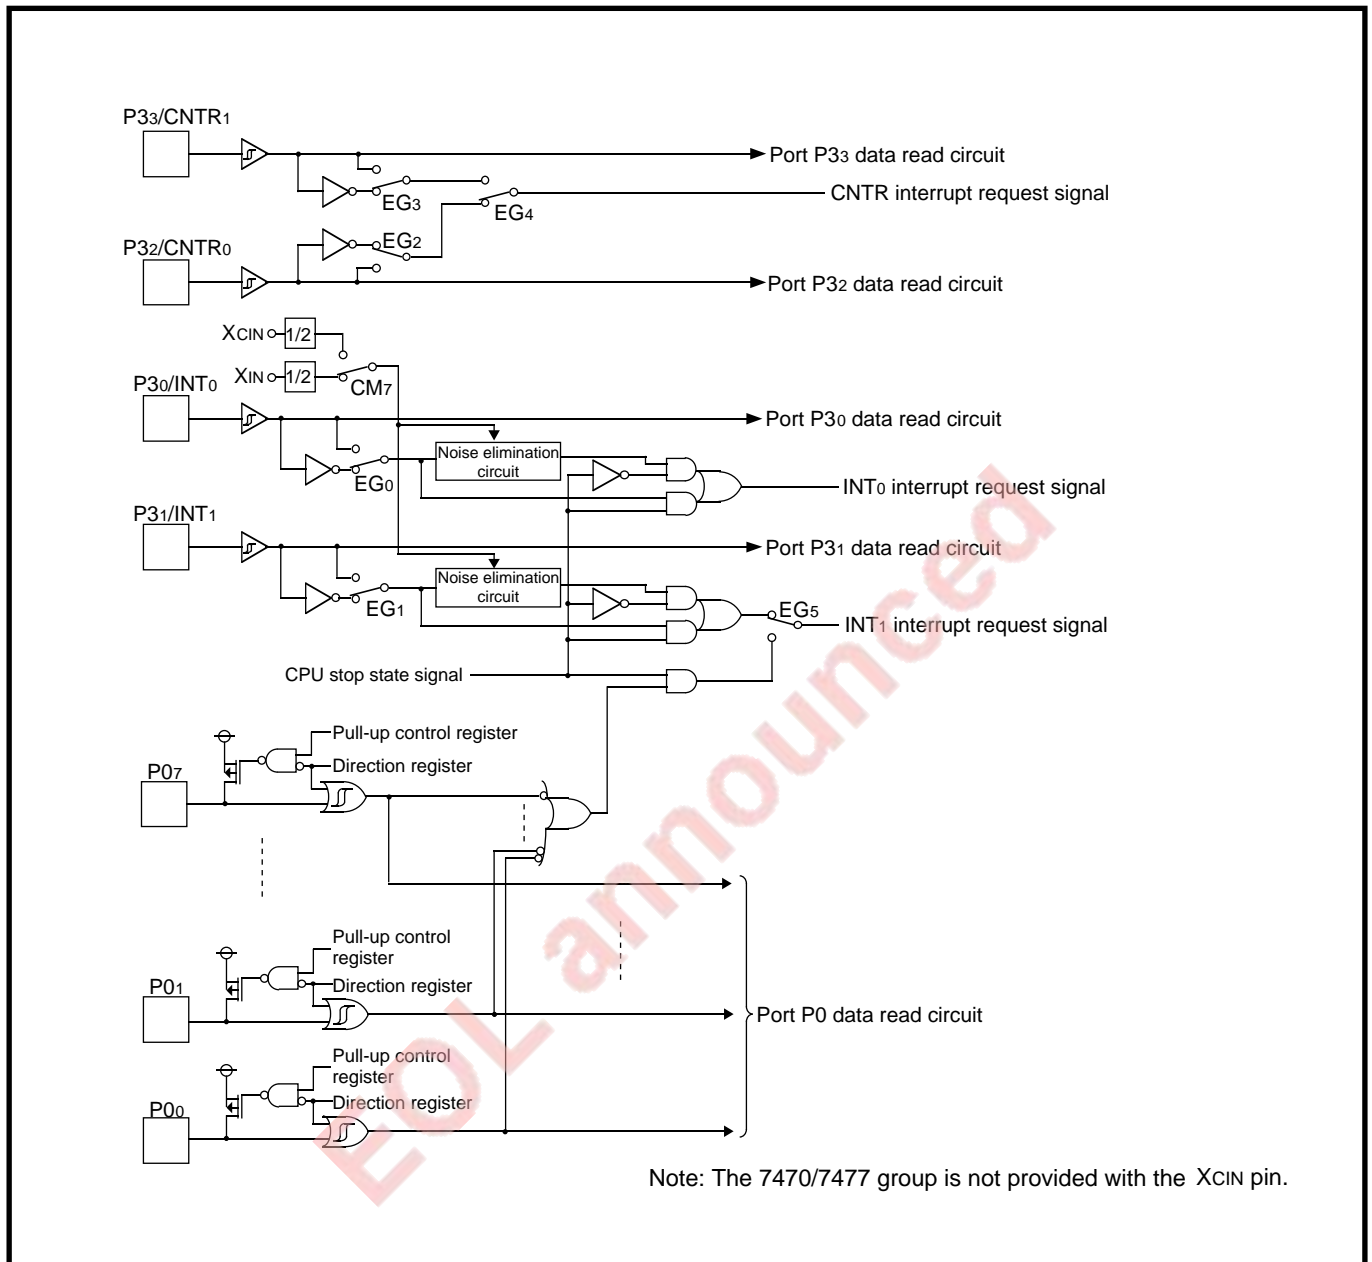 P33/CNTR1
Port P33 data read circuit
CNTR interrupt request signal
EG3
EG4
P32/CNTR0
EG2
Port P32 data read circuit
XCIN 1/2
XIN 1/2
CM7
P30/INT0
Port P30 data read circuit
Noise elimination
circuit
EG0
INT0 interrupt request signal
P31/INT1
Port P31 data read circuit
Noise elimination
circuit
EG1
EG5
INT1 interrupt request signal
CPU stop state signal
Pull-up control register
Direction register
P07
Pull-up control
register
Direction register
P01
Port P0 data read circuit
Pull-up control
register
Direction register
P00
Note: The 7470/7477 group is not provided with the XCIN pin.
EOL announced